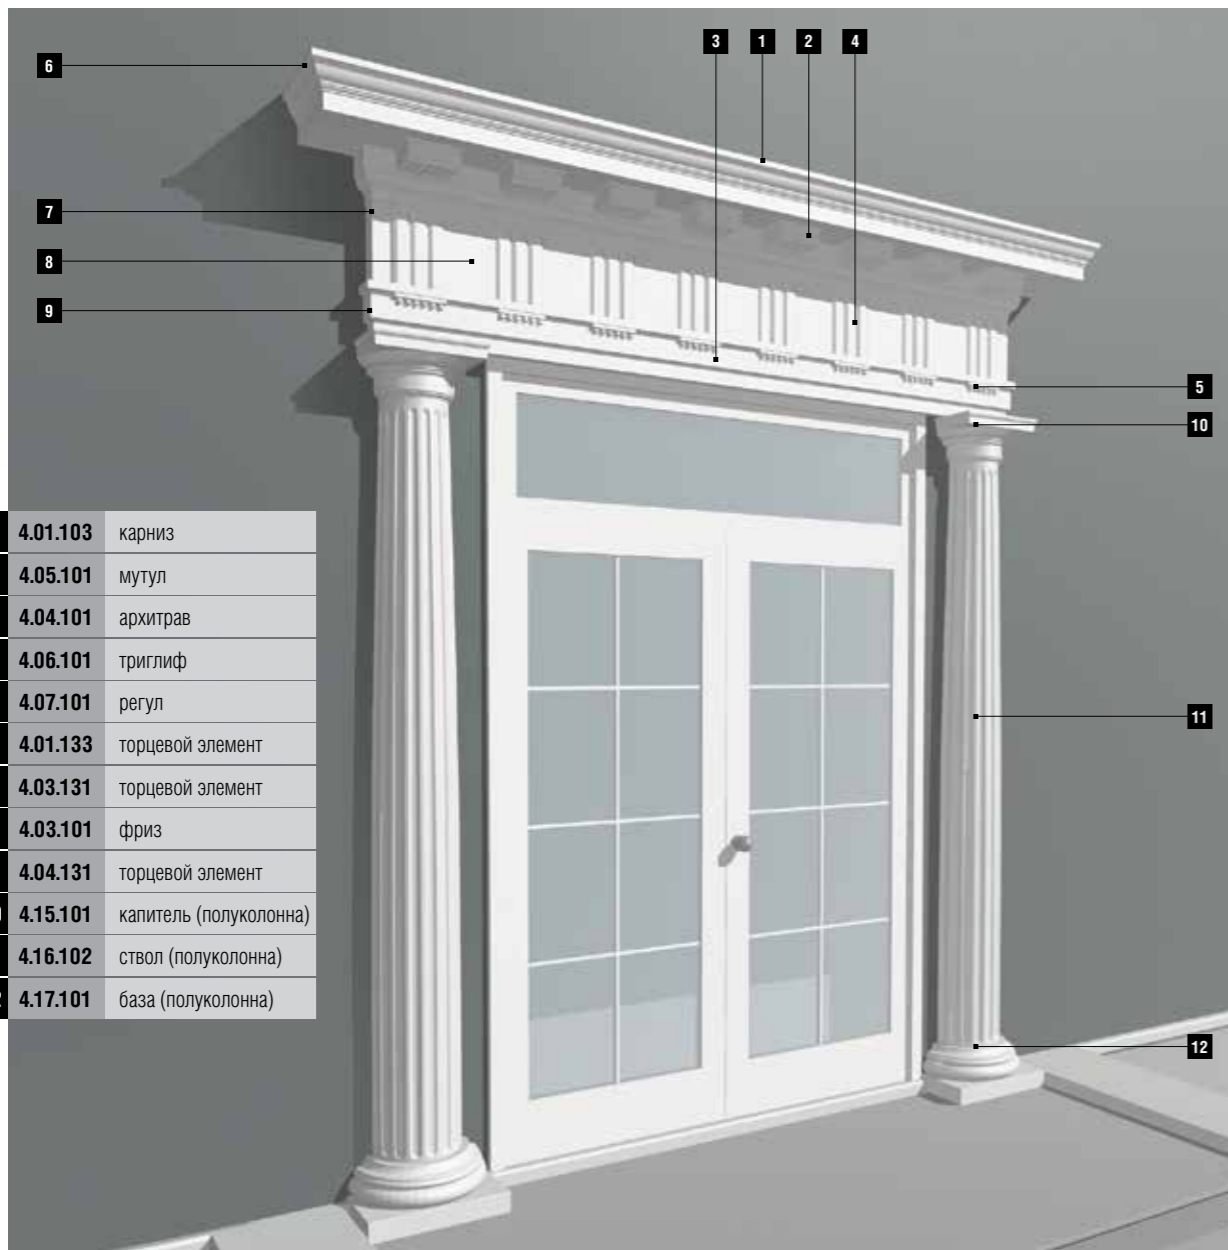 3 1 2 4
6
7
8
9
5
10
4.01.103 карниз
4.05.101 мутул
4.04.101 архитрав
4.06.101 триглиф
4.07.101 регул
4.01.133 торцевой элемент
4.03.131 торцевой элемент
4.03.101 фриз
4.04.131 торцевой элемент
4.15.101 капитель (полуколонна)
4.16.102 ствол (полуколонна)
4.17.101 база (полуколонна)
11
12